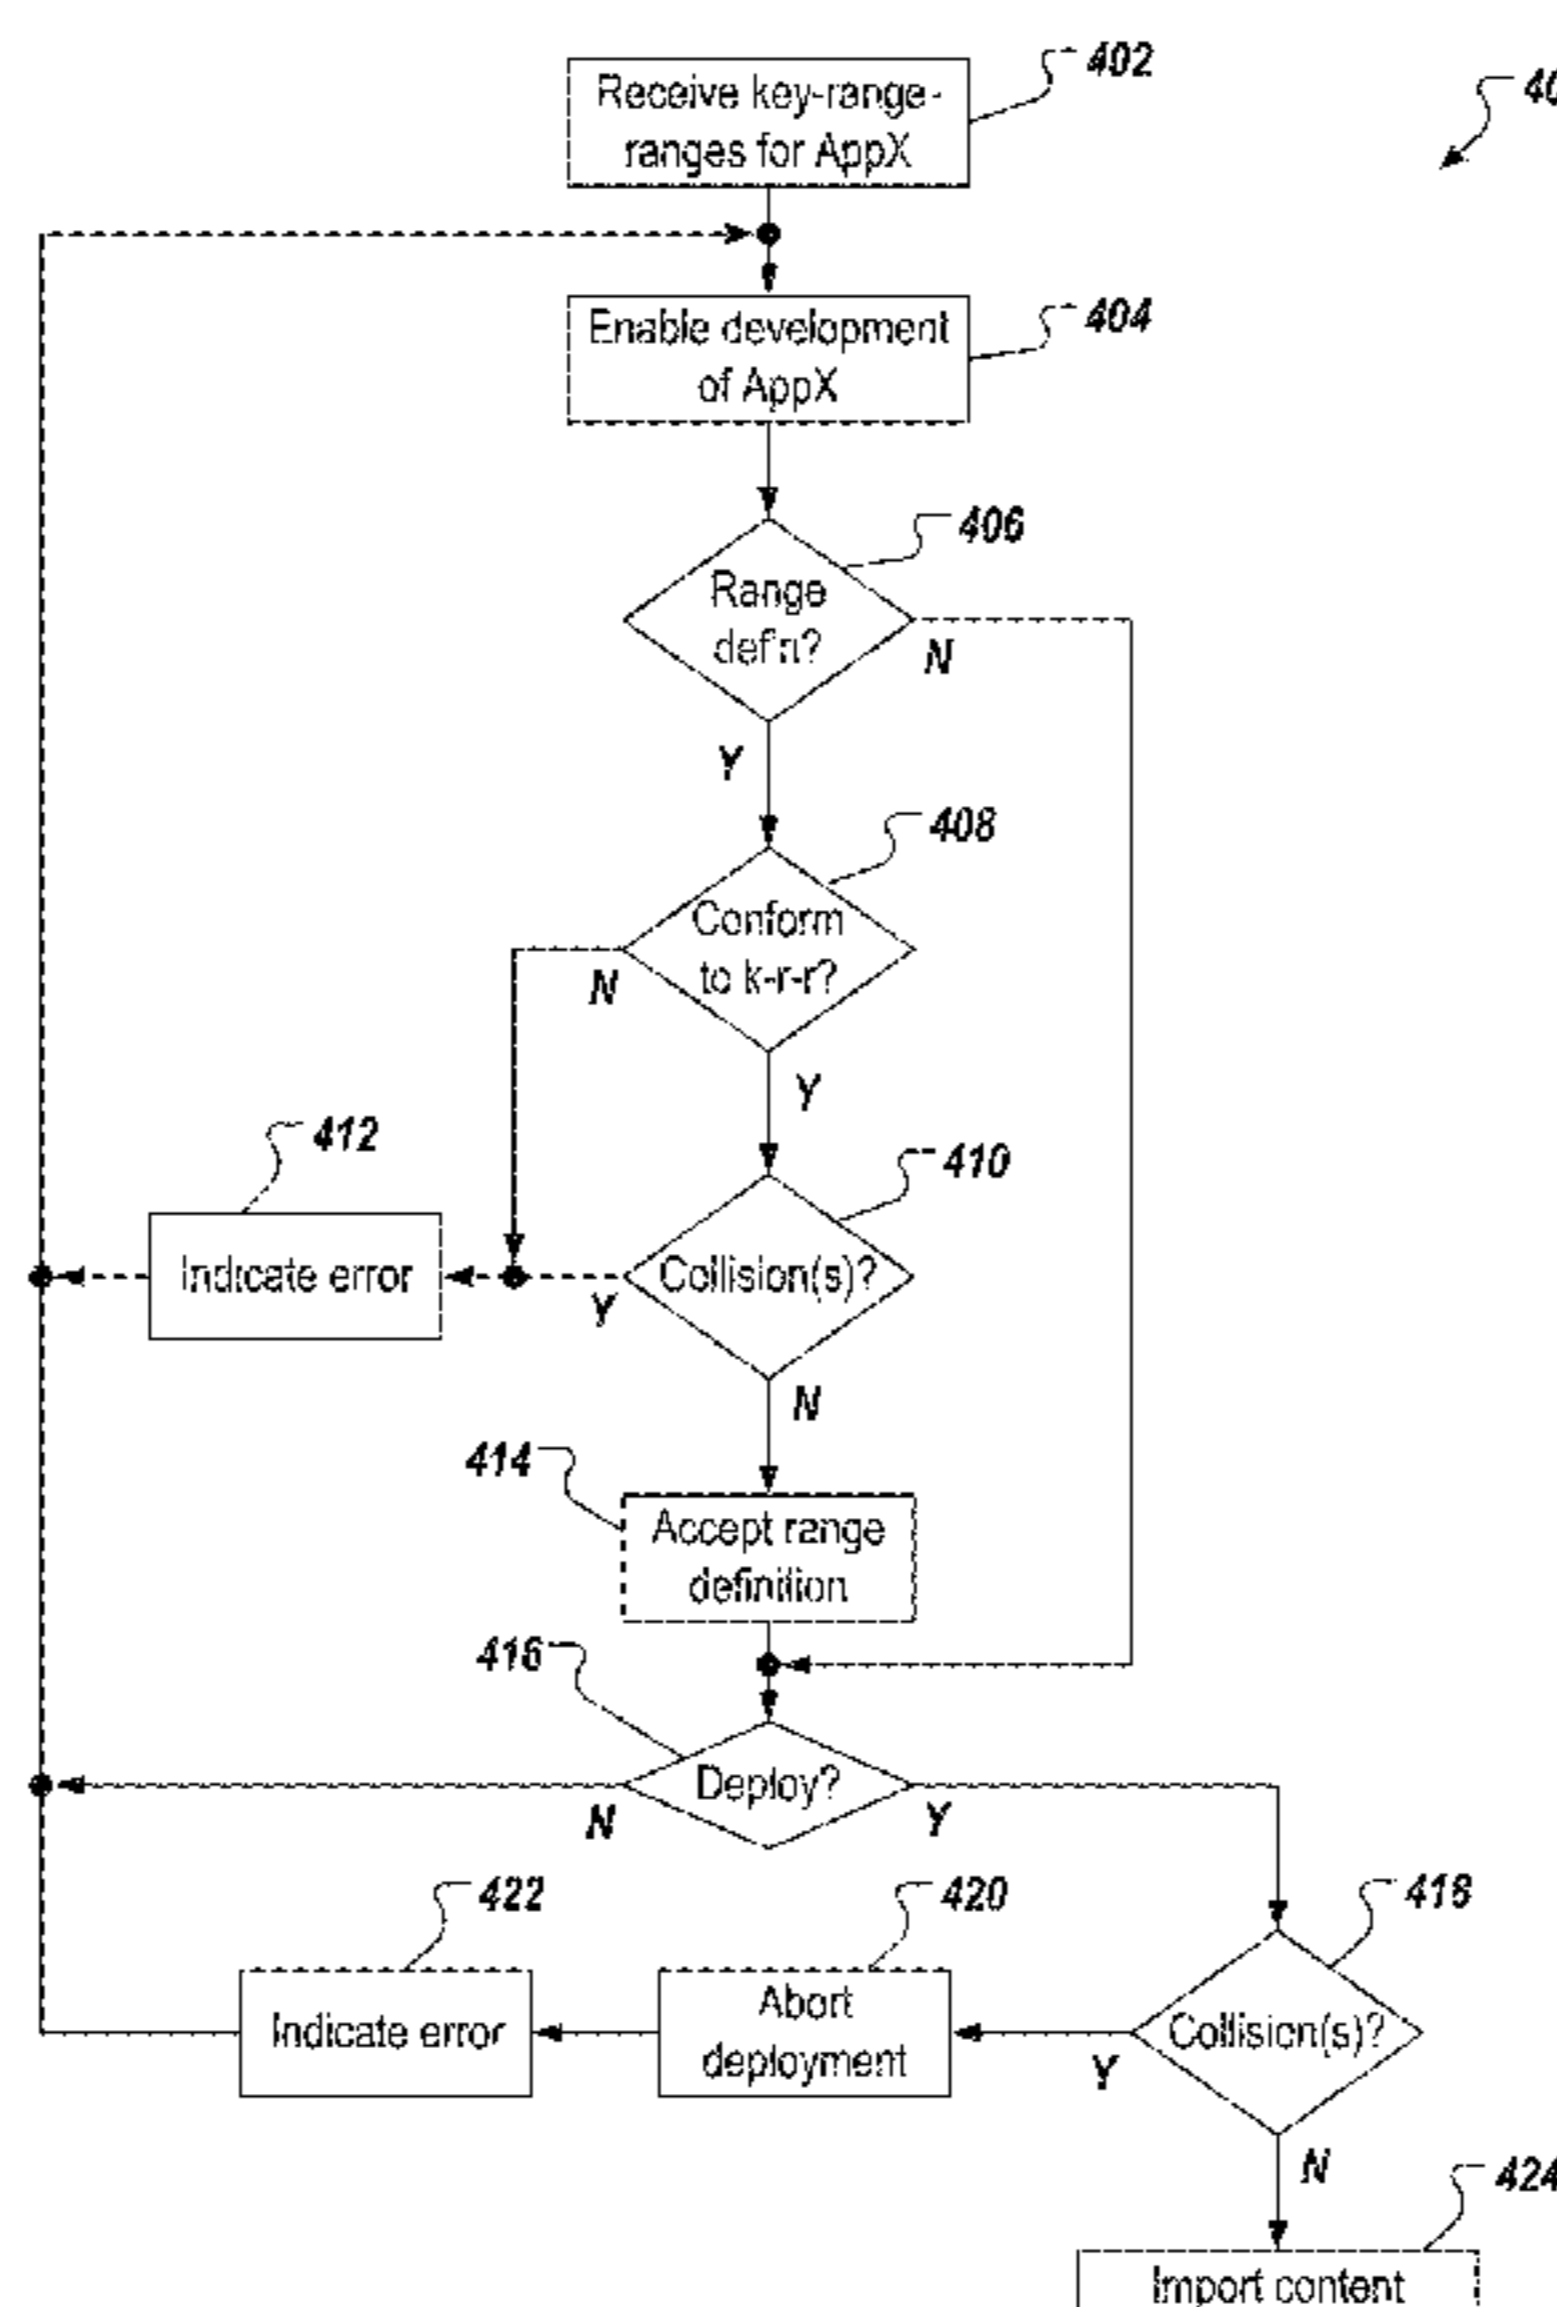 402
Receive key-range-
ranges for AppX
404
Enable development
of AppX
406
Range
def'n?
N
Y
408
Conform
to k-r-r?
N
Y
412
410
Indicate error
Collision(s)?
Y
N
414
Accept range
definition
416
Deploy?
N
Y
422
420
418
Indicate error
Abort
deployment
Collision(s)?
Y
N
424
Import content